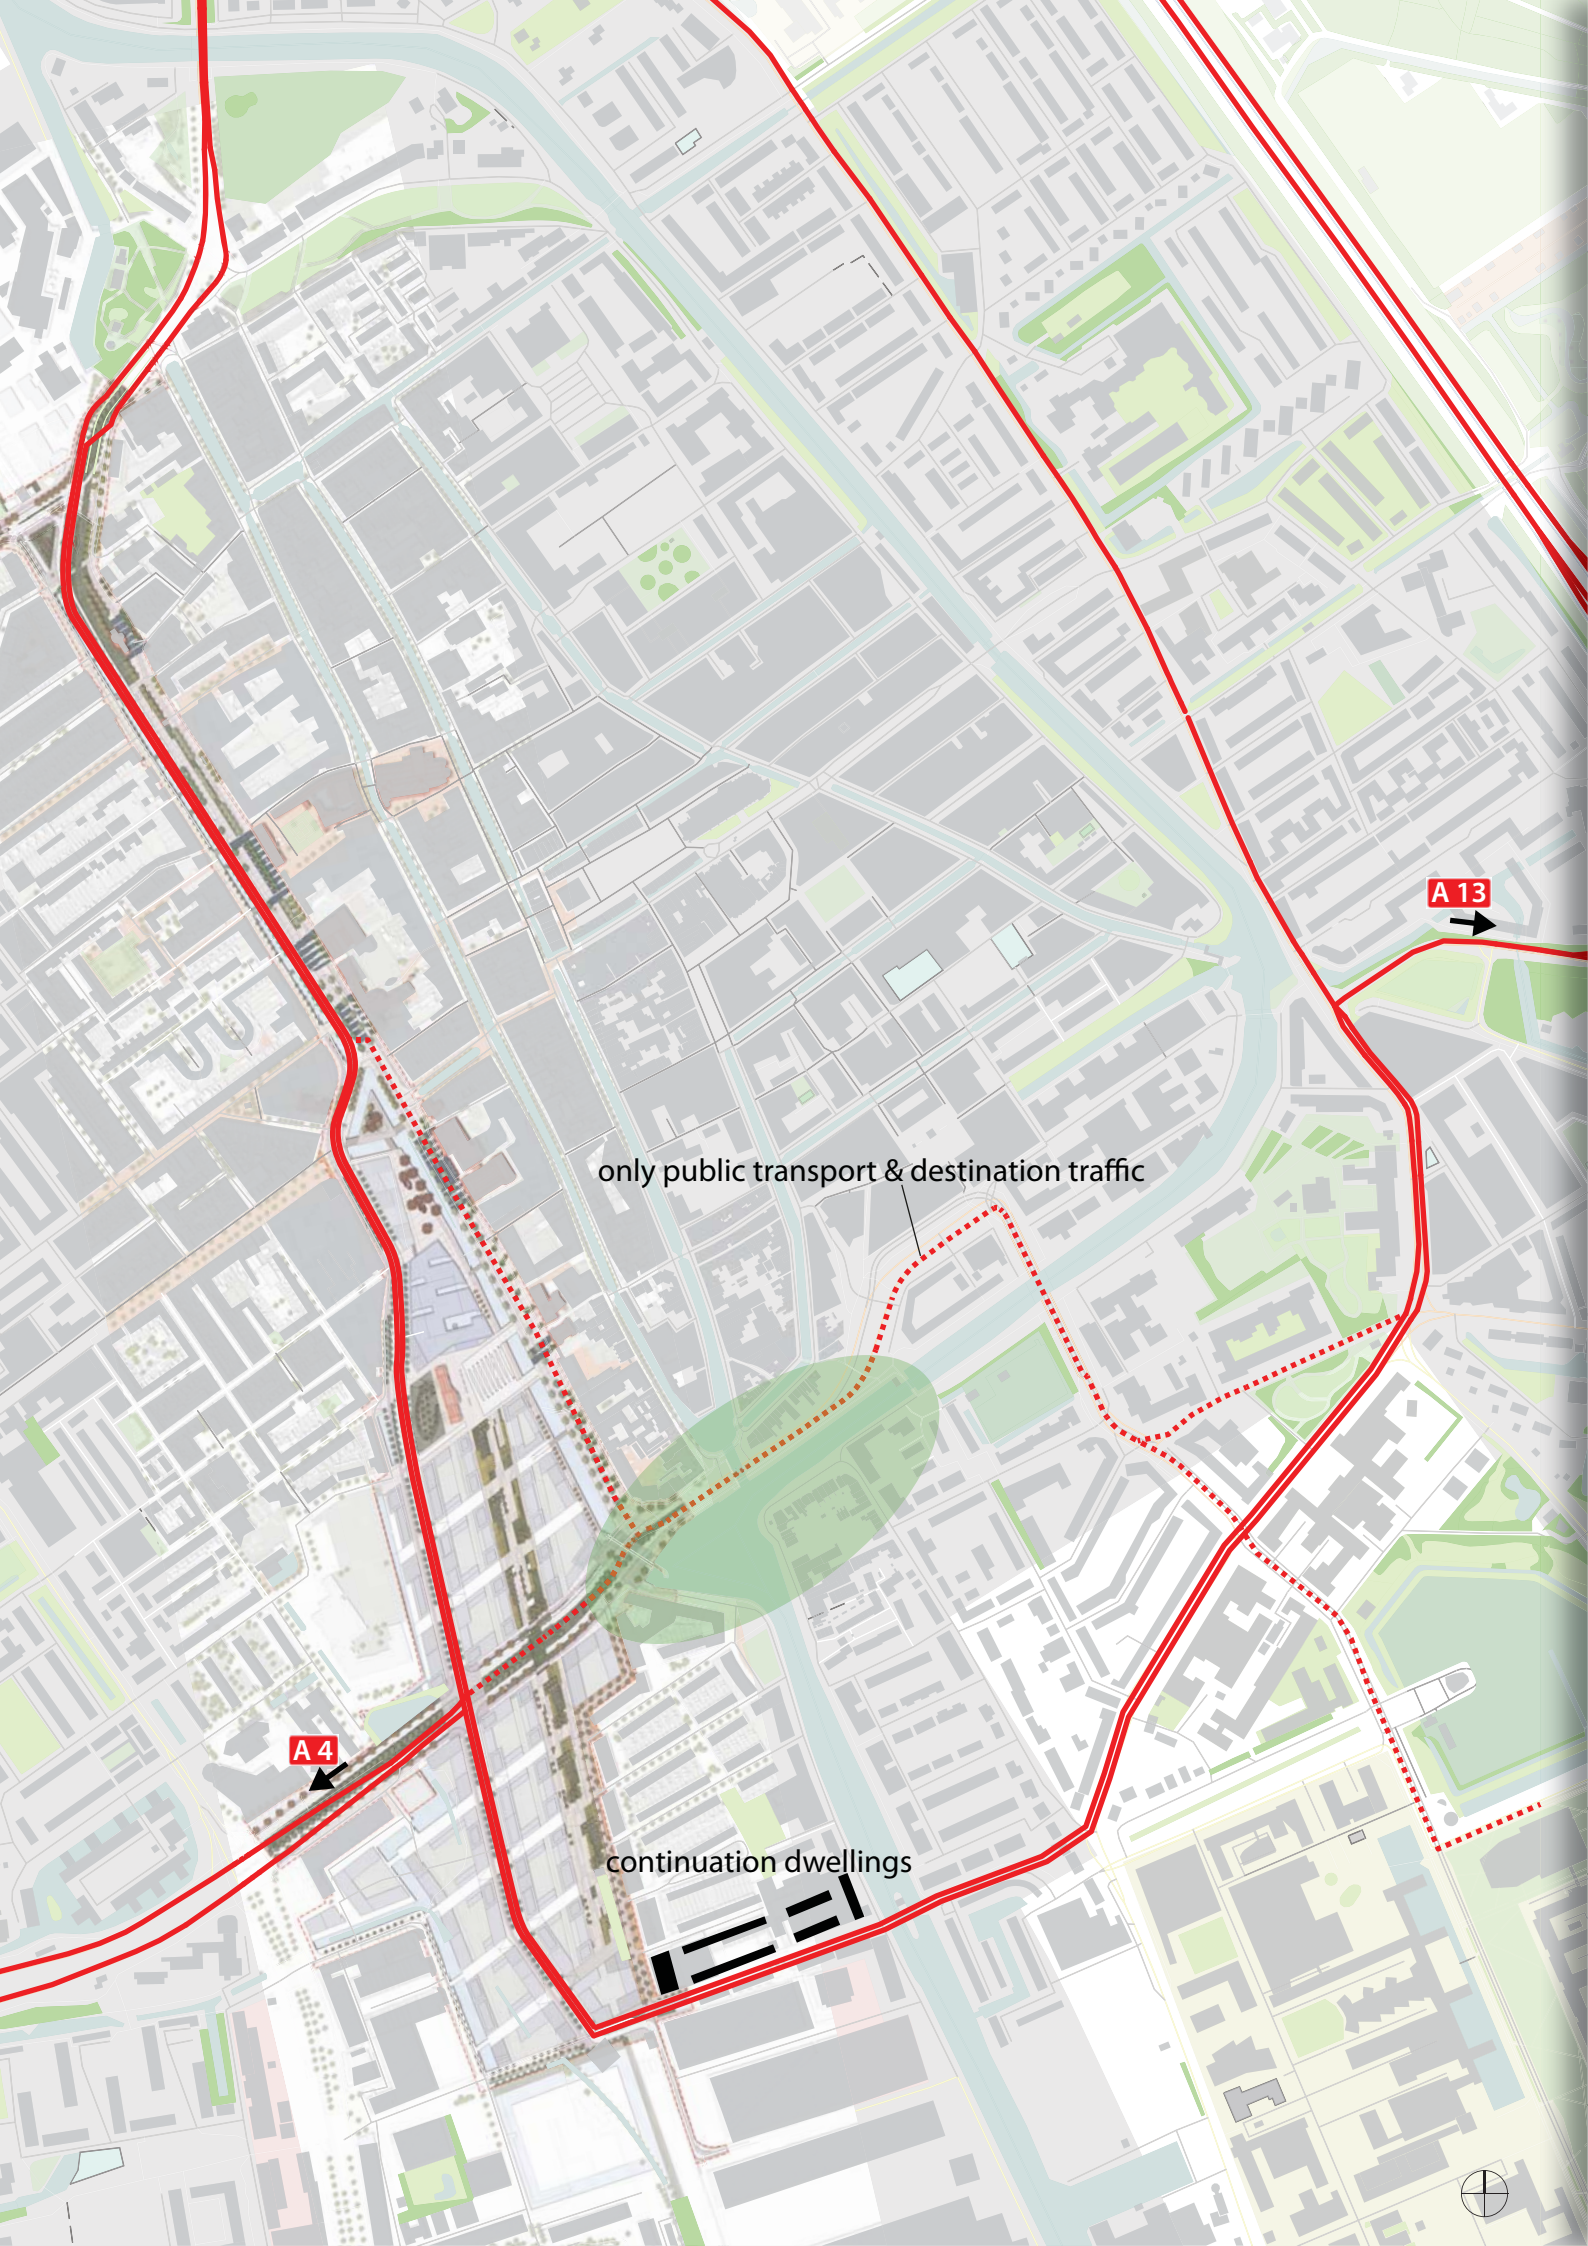 A 13
only public transport & destination traffic
A 4
continuation dwellings